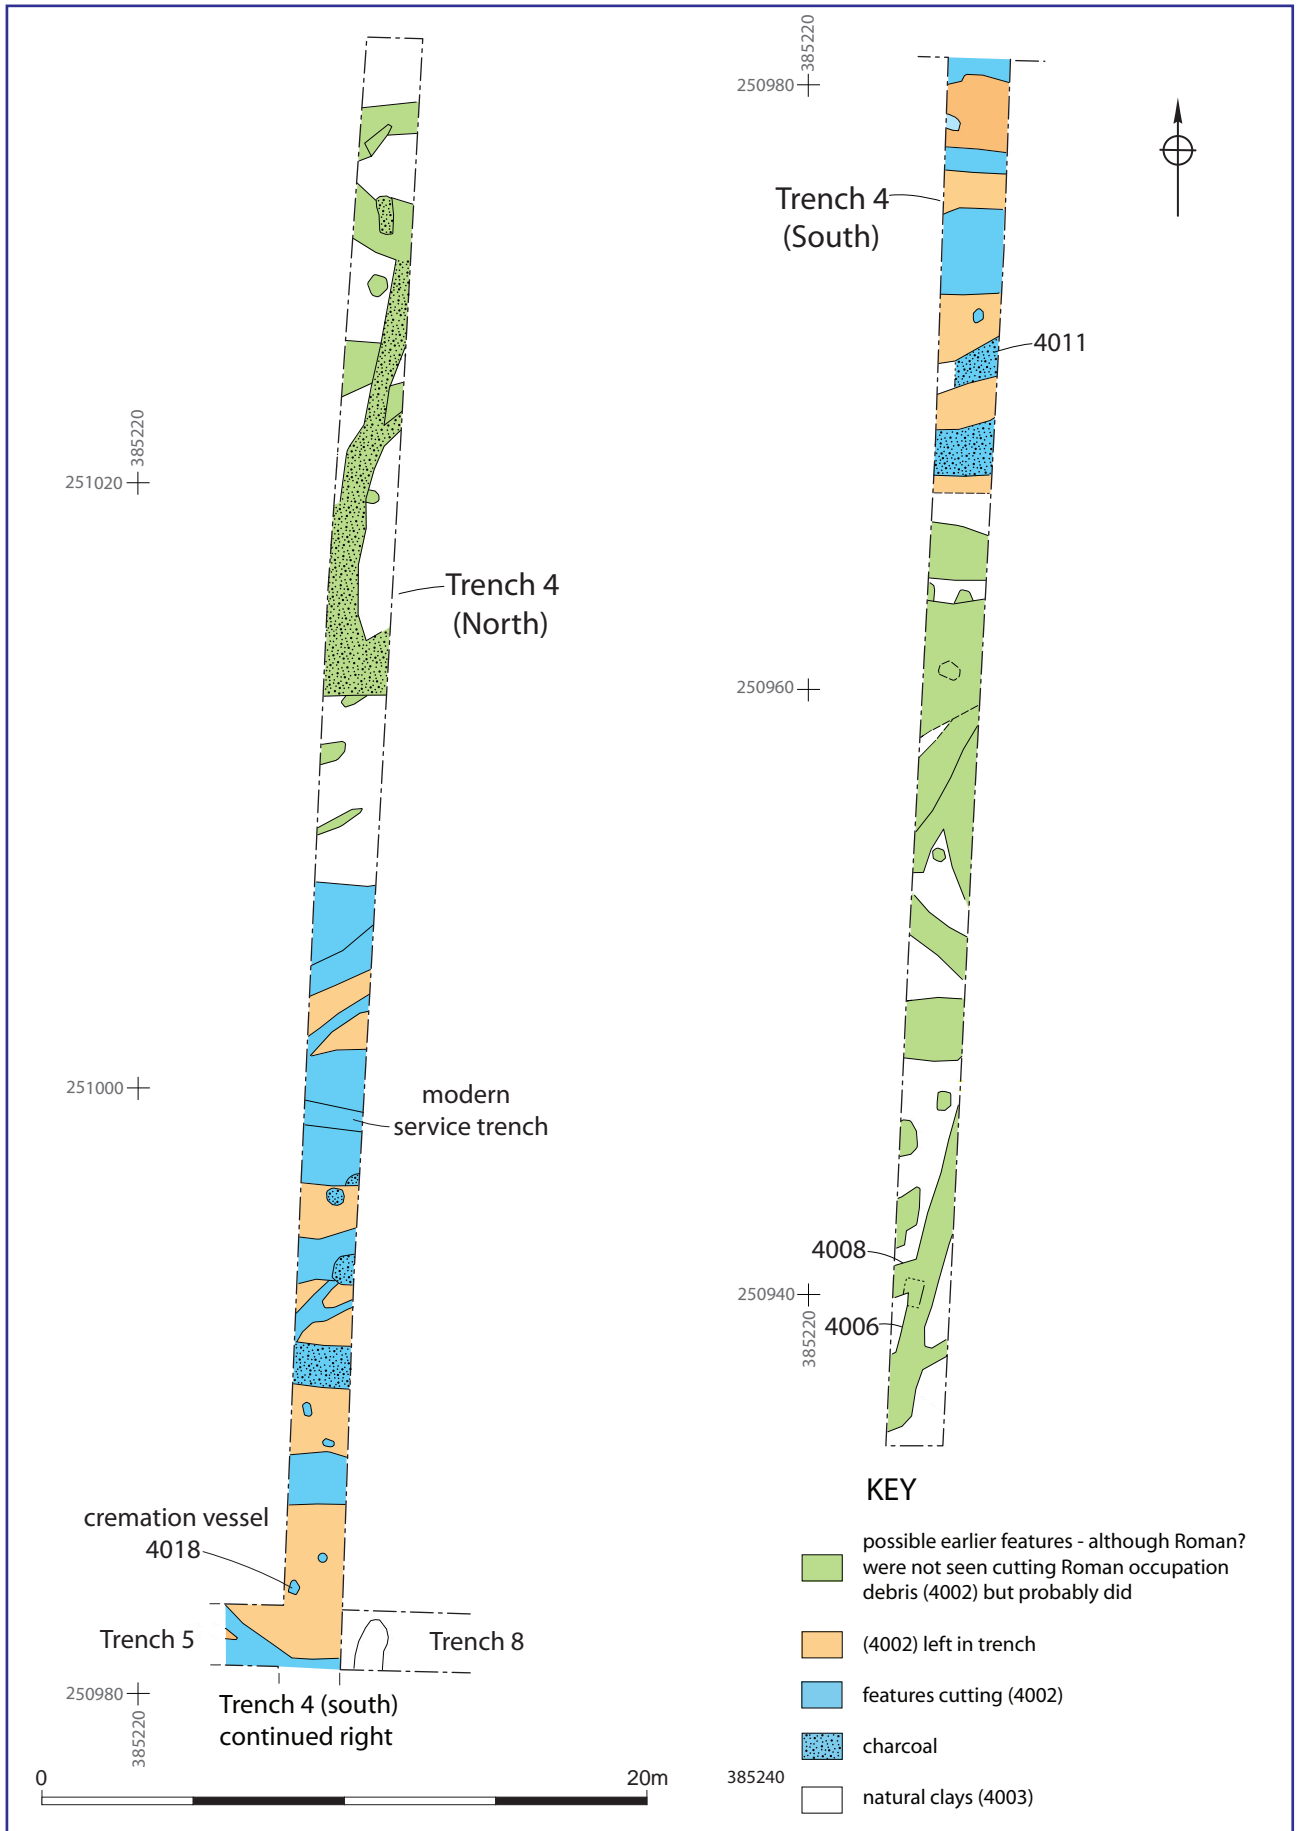 385220
250980
Trench 4
(South)
4011
385220
251020
Trench 4
(North)
250960
251000
modern
service trench
4008
250940
4006
385220
cremation vessel
4018
Trench 5
Trench 8
250980
385220
Trench 4 (south)
continued right
0
20m
385240
KEY
possible earlier features - although Roman?
were not seen cutting Roman occupation
debris (4002) but probably did
(4002) left in trench
features cutting (4002)
charcoal
natural clays (4003)